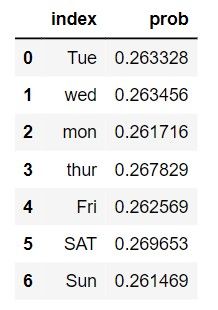 index prob
0 Tue 0.263328
1 wed 0.263456
2 mon 0.261716
3 thur 0.267829
4 Fri 0.262569
5 SAT 0.269653
6 Sun 0.261469